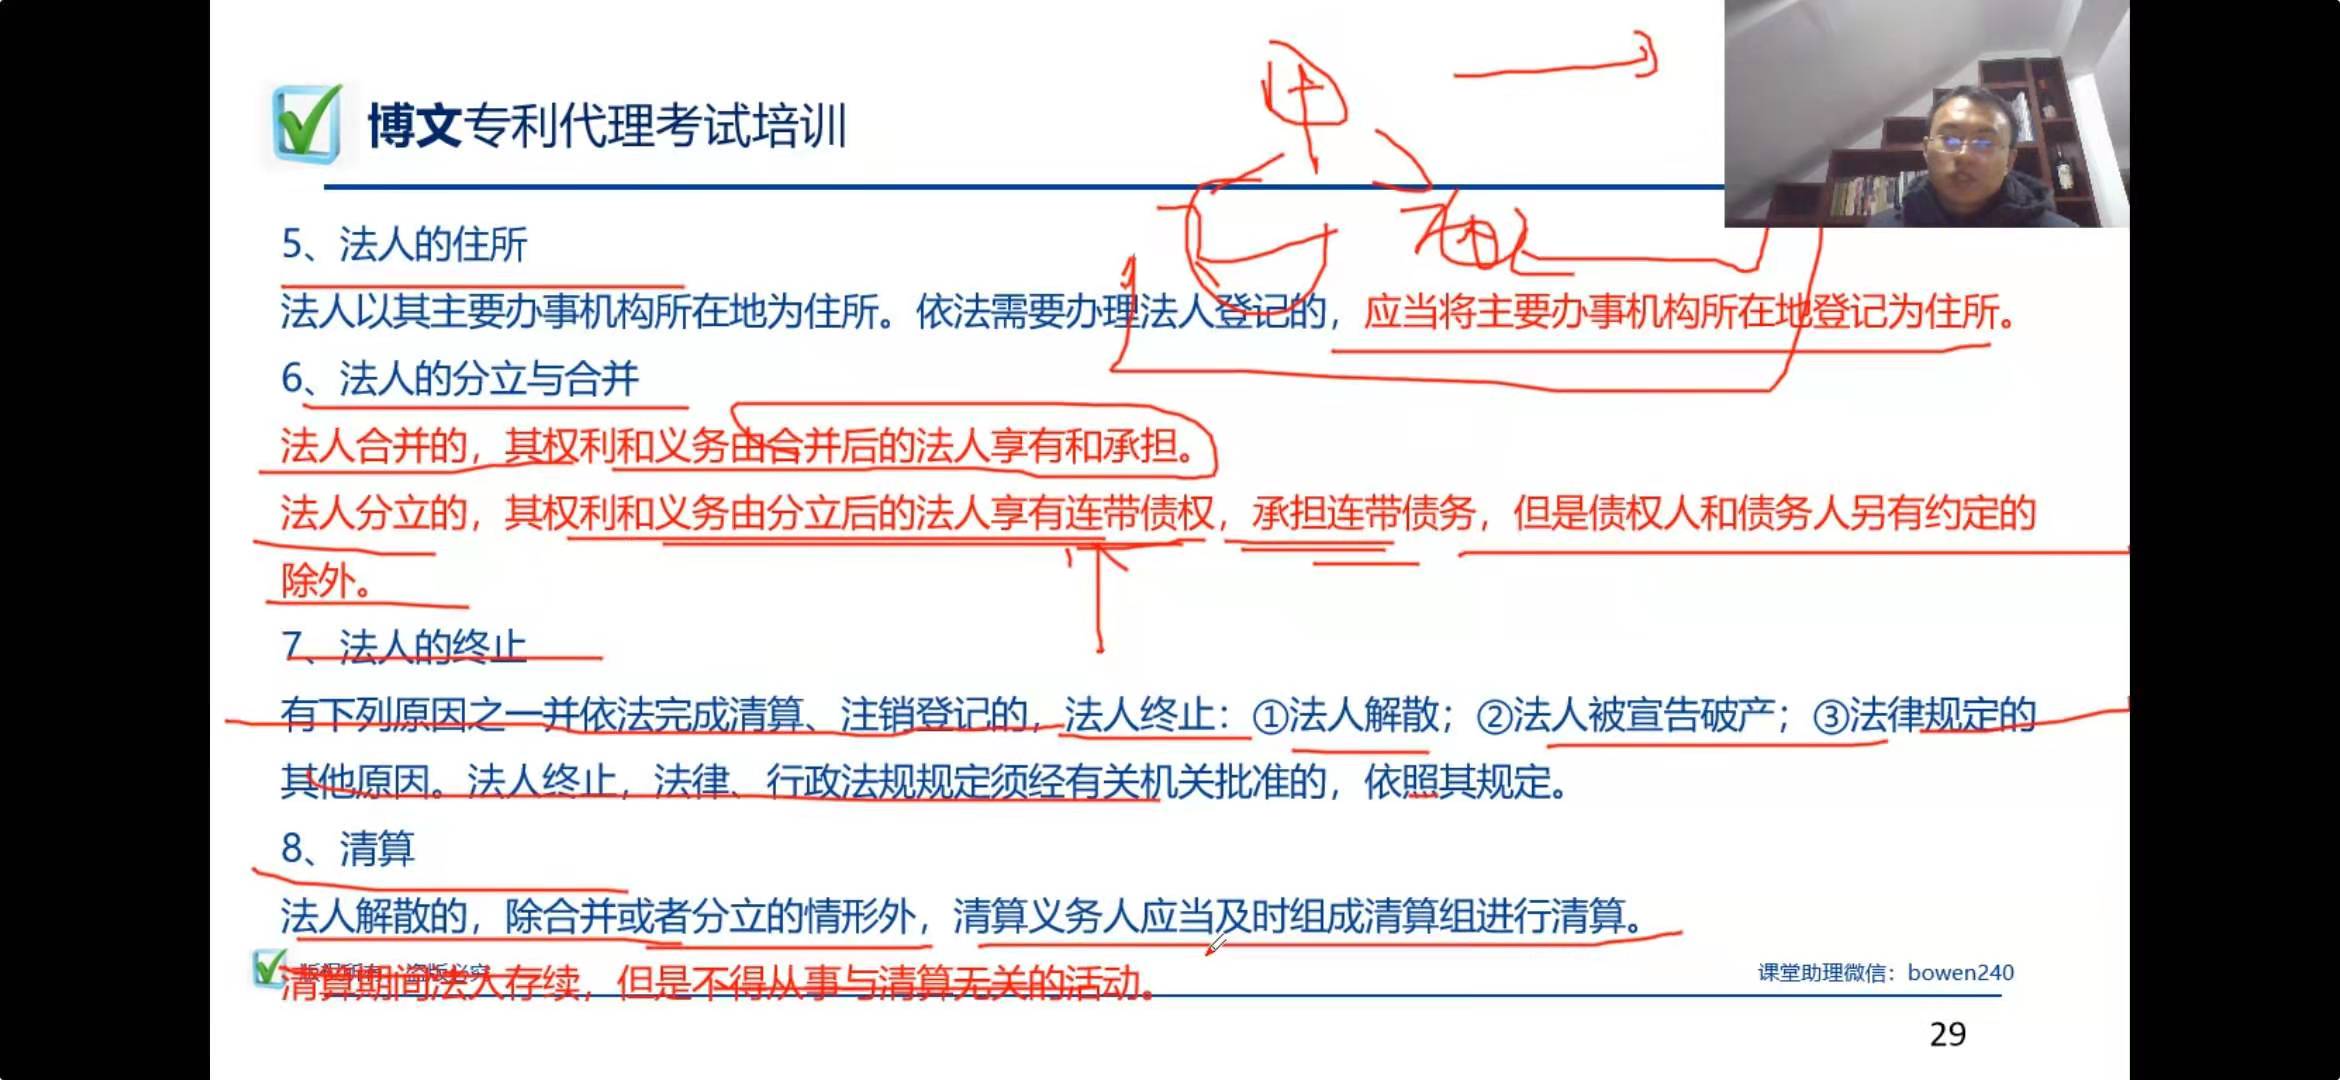 博文专利代理考试培训
甲
5、法人的住所
法人以其主要办事机构所在地为住所。依法需要办理法人登记的，应当将主要办事机构所在地登记为住所。
6、法人的分立与合并
法人合并的，其权利和义务由合并后的法人享有和承担。
法人分立的，其权利和义务由分立后的法人享有连带债权，承担连带债务，但是债权人和债务人另有约定的
除外。
7、法人的终止
有下列原因之一并依法完成清算、注销登记的，法人终止：①法人解散；②法人被宣告破产；③法律规定的
其他原因。法人终止，法律、行政法规规定须经有关机关批准的，依照其规定。
8、清算
法人解散的，除合并或者分立的情形外，清算义务人应当及时组成清算组进行清算。
版权所有 盗版必究
清算期间法人存续，但是不得从事与清算无关的活动。
课堂助理微信：bowen240
29